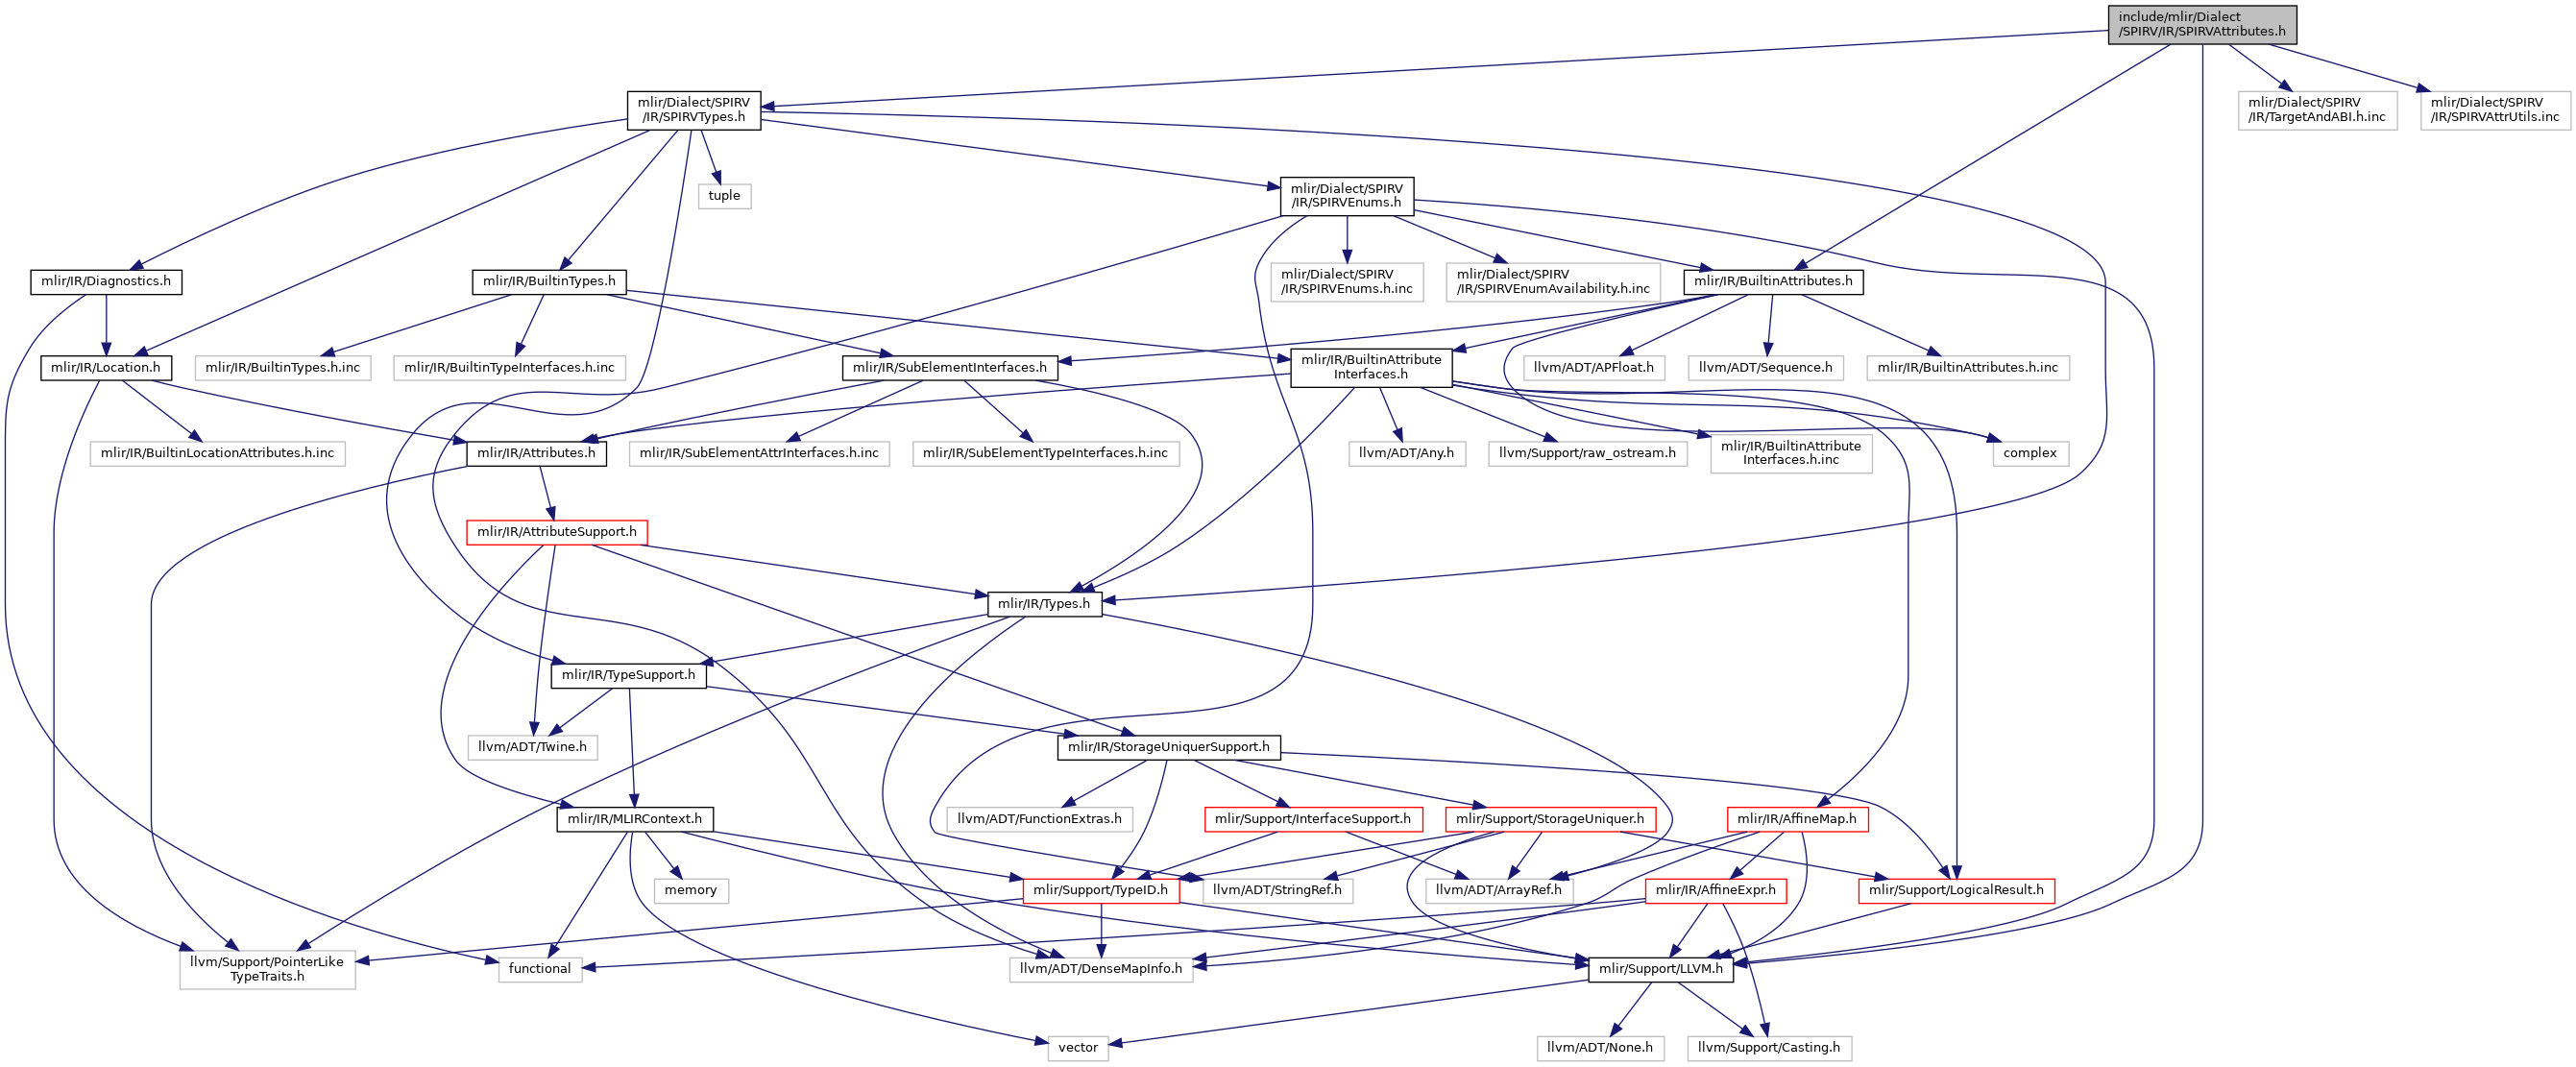 include/mlir/Dialect
/SPIRV/IR/SPIRVAttributes.h
mlir/Dialect/SPIRV
/IR/SPIRVTypes.h
mlir/Dialect/SPIRV
/IR/TargetAndABI.h.inc
mlir/Dialect/SPIRV
/IR/SPIRVAttrUtils.inc
tuple
mlir/Dialect/SPIRV
/IR/SPIRVEnums.h
mlir/IR/Diagnostics.h
mlir/IR/BuiltinTypes.h
mlir/Dialect/SPIRV
/IR/SPIRVEnums.h.inc
mlir/Dialect/SPIRV
/IR/SPIRVEnumAvailability.h.inc
mlir/IR/BuiltinAttributes.h
mlir/IR/Location.h
mlir/IR/BuiltinTypes.h.inc
mlir/IR/BuiltinTypeInterfaces.h.inc
mlir/IR/SubElementInterfaces.h
mlir/IR/BuiltinAttribute
Interfaces.h
llvm/ADT/APFloat.h
llvm/ADT/Sequence.h
mlir/IR/BuiltinAttributes.h.inc
mlir/IR/BuiltinLocationAttributes.h.inc
mlir/IR/Attributes.h
mlir/IR/SubElementAttrInterfaces.h.inc
mlir/IR/SubElementTypeInterfaces.h.inc
llvm/ADT/Any.h
llvm/Support/raw_ostream.h
mlir/IR/BuiltinAttribute
Interfaces.h.inc
complex
mlir/IR/AttributeSupport.h
mlir/IR/Types.h
mlir/IR/TypeSupport.h
llvm/ADT/Twine.h
mlir/IR/StorageUniquerSupport.h
mlir/IR/MLIRContext.h
llvm/ADT/FunctionExtras.h
mlir/Support/InterfaceSupport.h
mlir/Support/StorageUniquer.h
mlir/IR/AffineMap.h
memory
mlir/Support/TypeID.h
llvm/ADT/StringRef.h
llvm/ADT/ArrayRef.h
mlir/IR/AffineExpr.h
mlir/Support/LogicalResult.h
llvm/Support/PointerLike
TypeTraits.h
functional
llvm/ADT/DenseMapInfo.h
mlir/Support/LLVM.h
vector
llvm/ADT/None.h
llvm/Support/Casting.h